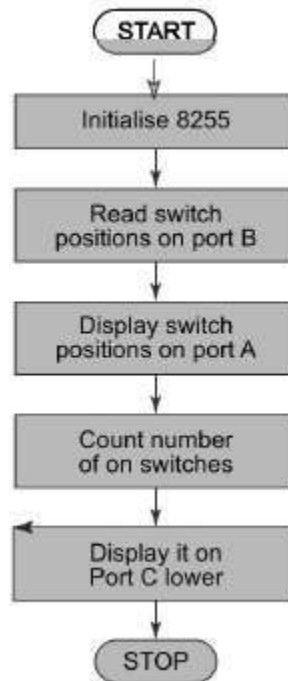 START
Initialise 8255
Read switch
positions on port B
Display switch
positions on port A
Count number
of on switches
Display it on
Port C lower
STOP